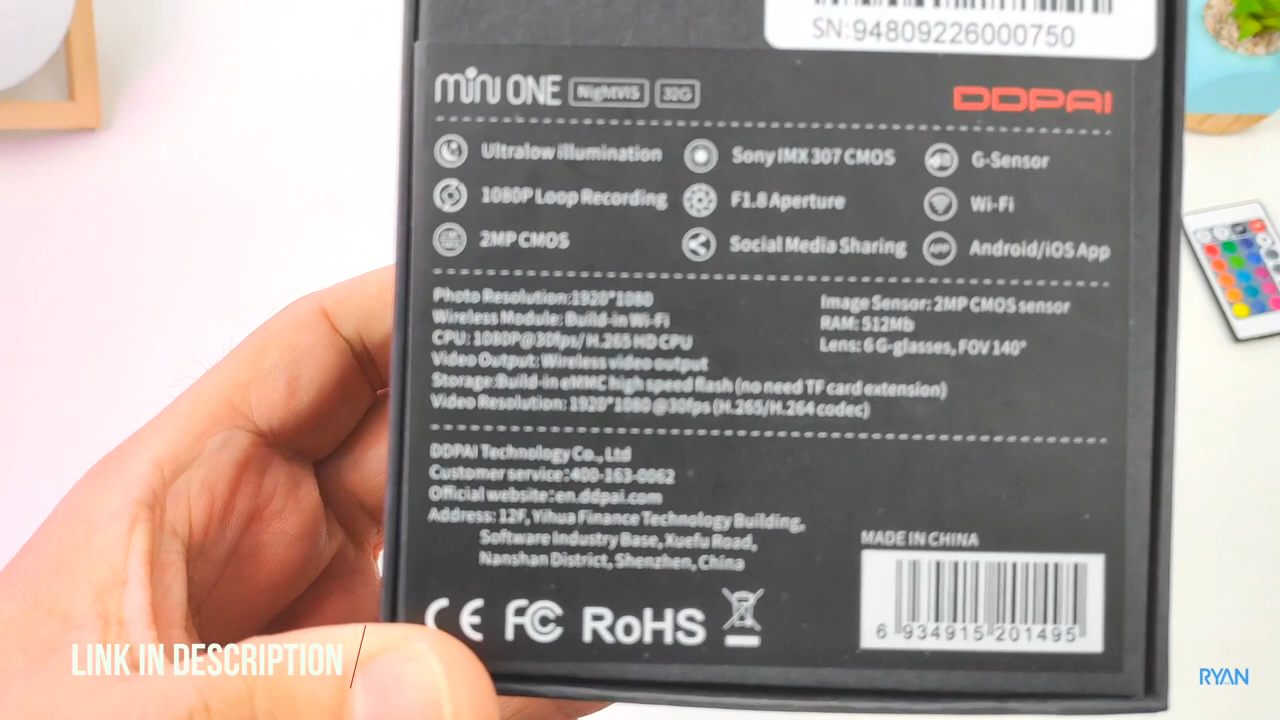 SN:94809226000750
mini ONE NightVIS 32G DDPAI
Ultralow illumination Sony IMX 307 CMOS G-Sensor
1080P Loop Recording F1.8 Aperture Wi-Fi
2MP CMOS Social Media Sharing APP Android/iOS App
Photo Resolution:1920*1080 Image Sensor: 2MP CMOS sensor
Wireless Module: Build-in Wi-Fi RAM: 512Mb
CPU: 1080P@30fps/ H.265 HD CPU Lens: 6 G-glasses, FOV 140°
Video Output: Wireless video output
Storage:Build-in eMMC high speed flash (no need TF card extension)
Video Resolution: 1920*1080 @30fps (H.265/H.264 codec)
DDPAI Technology Co., Ltd
Customer service:400-163-0062
Official website:en.ddpai.com
Address: 12F, Yihua Finance Technology Building,
Software Industry Base, Xuefu Road,
Nanshan District, Shenzhen, China
MADE IN CHINA
CE FC RoHS
6 934915 201495
LINK IN DESCRIPTION
RYAN